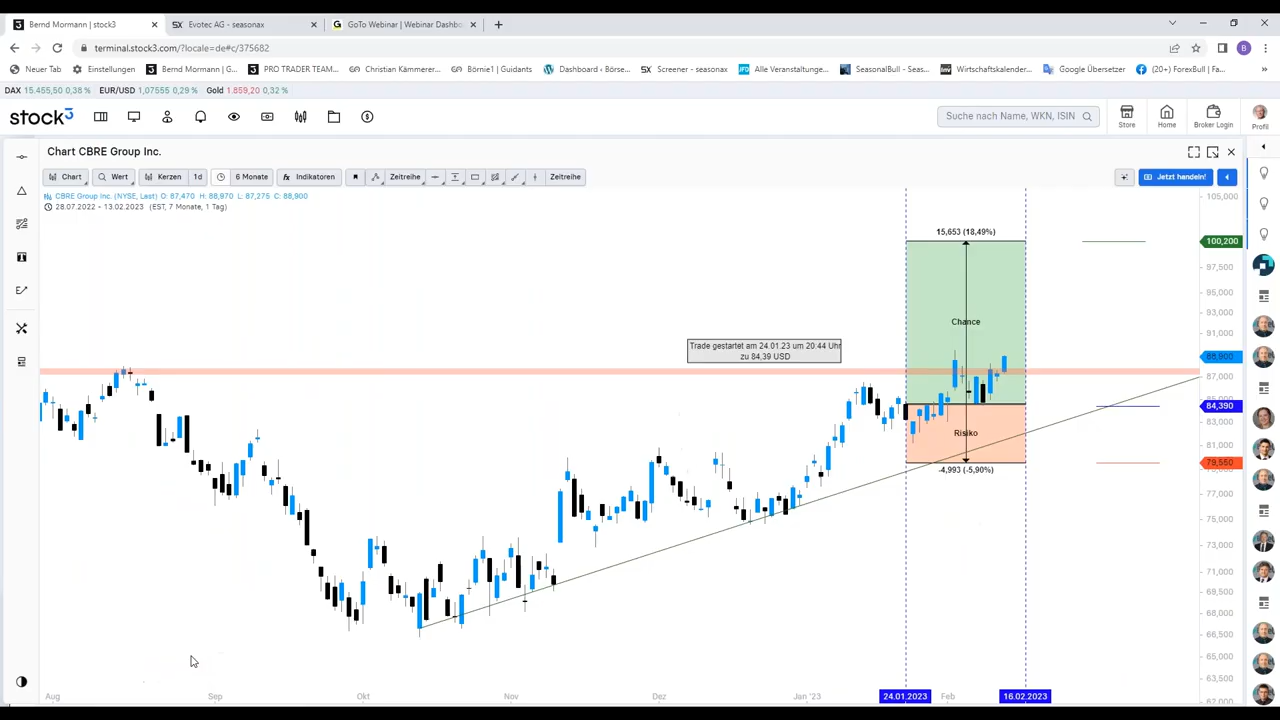 Bernd Mormann | stock3
Evotec AG - seasonax
GoTo Webinar | Webinar Dashbo
terminal.stock3.com/?locale=de#c/375682
Neuer Tab
Einstellungen
Bernd Mormann | G...
PRO TRADER TEAM...
Christian Kämmerer...
Börnie1 | Guidants
Dashboard ‹ Börse...
Screener - seasonax
Alle Veranstaltunge...
SeasonalBull - Seas...
Wirtschaftskalender...
Google Übersetzer
(20+) ForexBull | Fa...
DAX 15.455,50 0,38 % EUR/USD 1,07555 0,29 % Gold 1.859,20 0,32 %
stock3
Suche nach Name, WKN, ISIN
Store
Home
Broker Login
Profil
Chart CBRE Group Inc.
Chart
Wert
Kerzen
1d
6 Monate
fx Indikatoren
Zeitreihe
Zeitreihe
Jetzt handeln!
CBRE Group Inc. (NYSE, Last) O: 87,470 H: 88,970 L: 87,275 C: 88,900
28.07.2022 - 13.02.2023 (EST, 7 Monate, 1 Tag)
15,653 (18,49%)
Chance
Trade gestartet am 24.01.23 um 20:44 Uhr
zu 84,39 USD
Risiko
-4,993 (-5,90%)
105,000
100,200
97,500
95,000
93,000
91,000
88,900
87,000
85,000
84,390
83,000
81,000
79,550
77,000
75,000
73,000
71,500
69,500
68,000
66,500
65,000
63,500
62,000
Aug
Sep
Okt
Nov
Dez
Jan '23
24.01.2023
Feb
16.02.2023